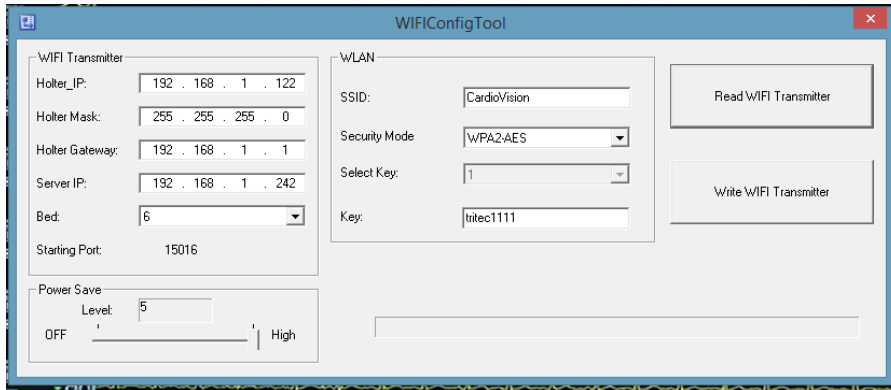 WIFIConfigTool
WIFI Transmitter
Holter_IP: 192 . 168 . 1 . 122
Holter Mask: 255 . 255 . 255 . 0
Holter Gateway: 192 . 168 . 1 . 1
Server IP: 192 . 168 . 1 . 242
Bed: 6
Starting Port: 15016
Power Save
Level: 5
OFF High
WLAN
SSID: CardioVision
Security Mode WPA2-AES
Select Key: 1
Key: tritec1111
Read WIFI Transmitter
Write WIFI Transmitter